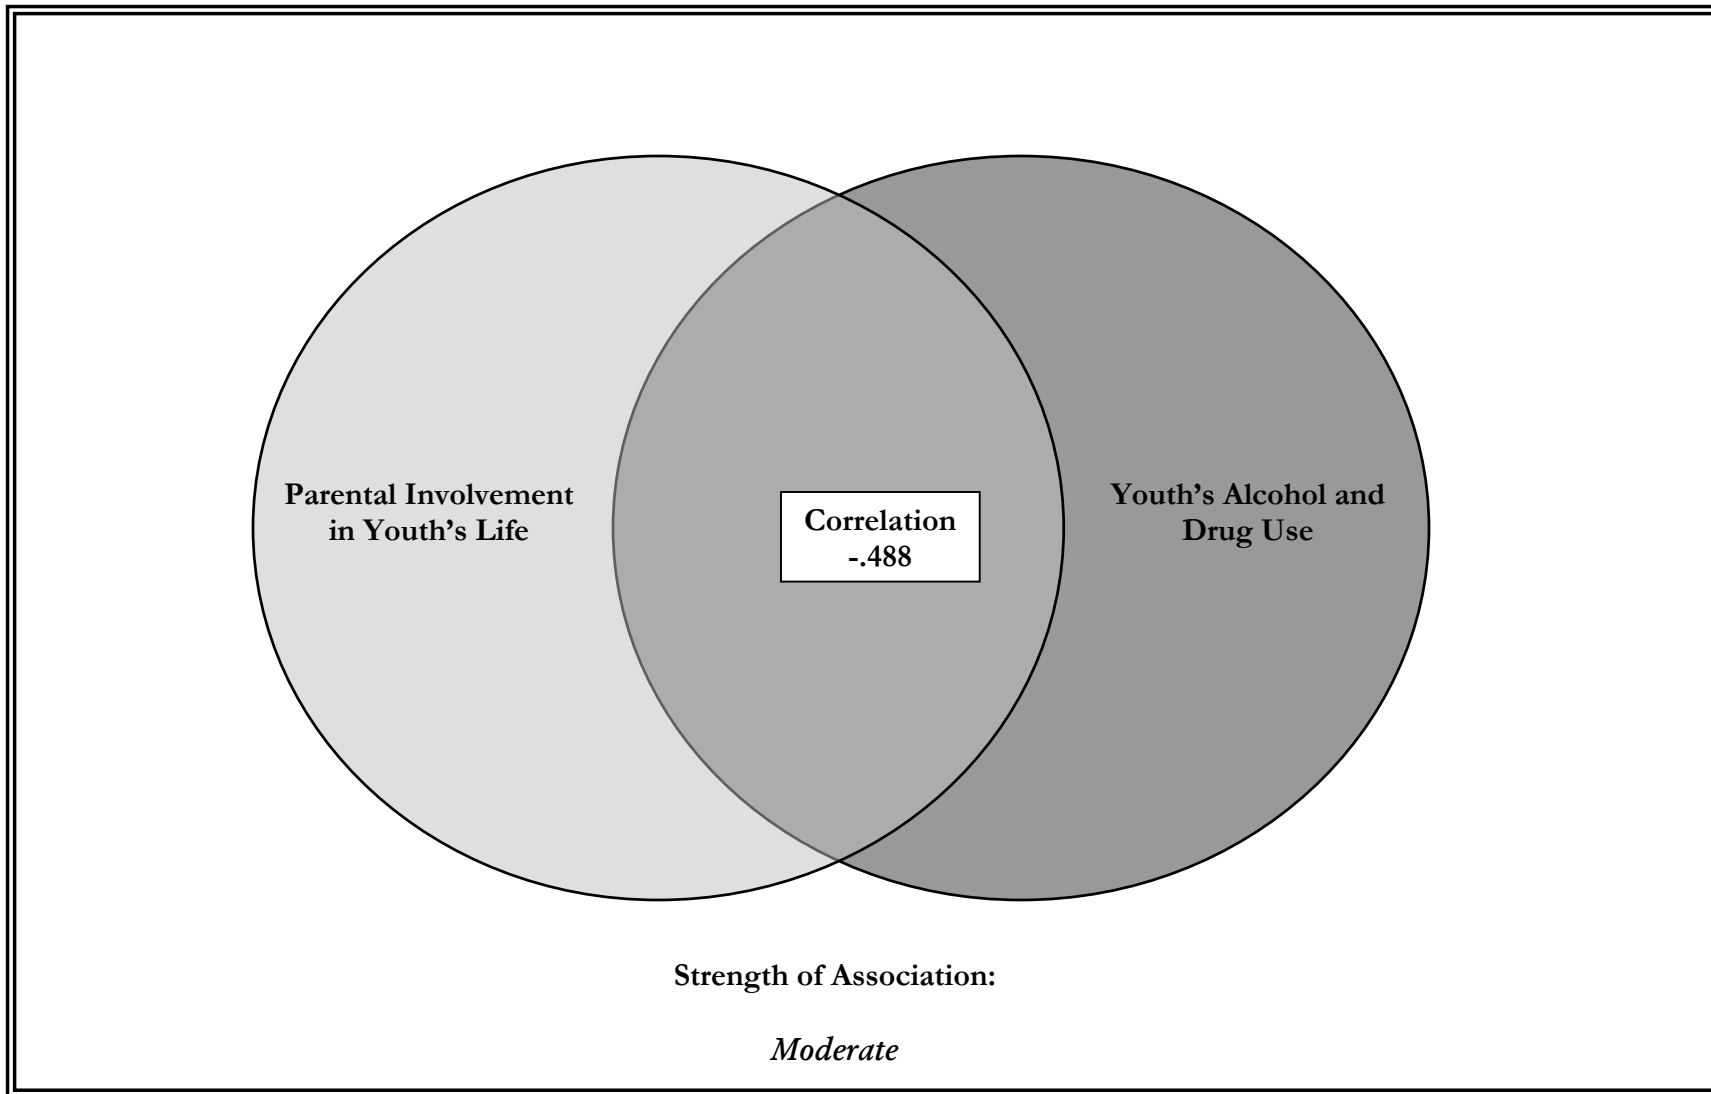 Parental Involvement
in Youth’s Life
Correlation
-.488
Youth’s Alcohol and
Drug Use
Strength of Association:
Moderate